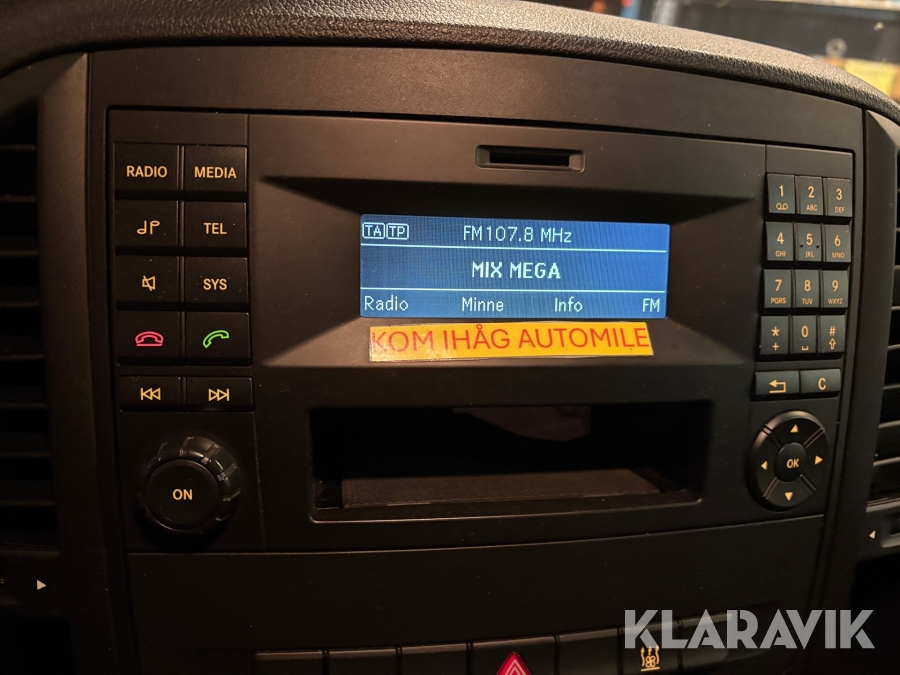 RADIO MEDIA
TEL
SYS
ON
TA TP FM 107.8 MHz
MIX MEGA
Radio Minne Info FM
KOM IHÅG AUTOMILE
1 2 ABC 3 DEF
4 GHI 5 JKL 6 MNO
7 PQRS 8 TUV 9 WXYZ
* + 0 #
C
OK
KLARAVIK